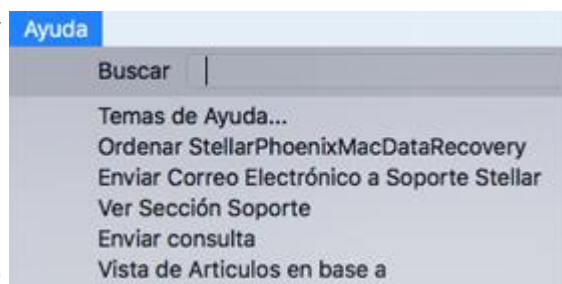 Ayuda
Buscar
Temas de Ayuda...
Ordenar StellarPhoenixMacDataRecovery
Enviar Correo Electrónico a Soporte Stellar
Ver Sección Soporte
Enviar consulta
Vista de Articulos en base a